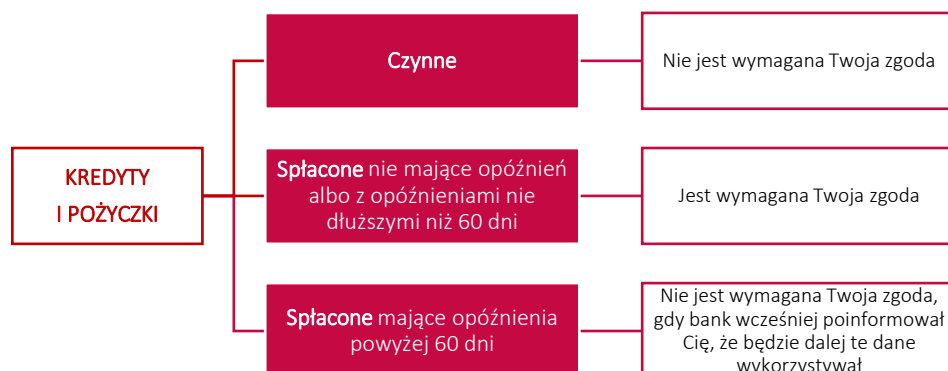 KREDYTY
I POŻYCZKI
Czynne
Nie jest wymagana Twoja zgoda
Spłacone nie mające opóźnień
albo z opóźnieniami nie
dłuższymi niż 60 dni
Jest wymagana Twoja zgoda
Spłacone mające opóźnienia
powyżej 60 dni
Nie jest wymagana Twoja zgoda,
gdy bank wcześniej poinformował
Cię, że będzie dalej te dane
wykorzystywał